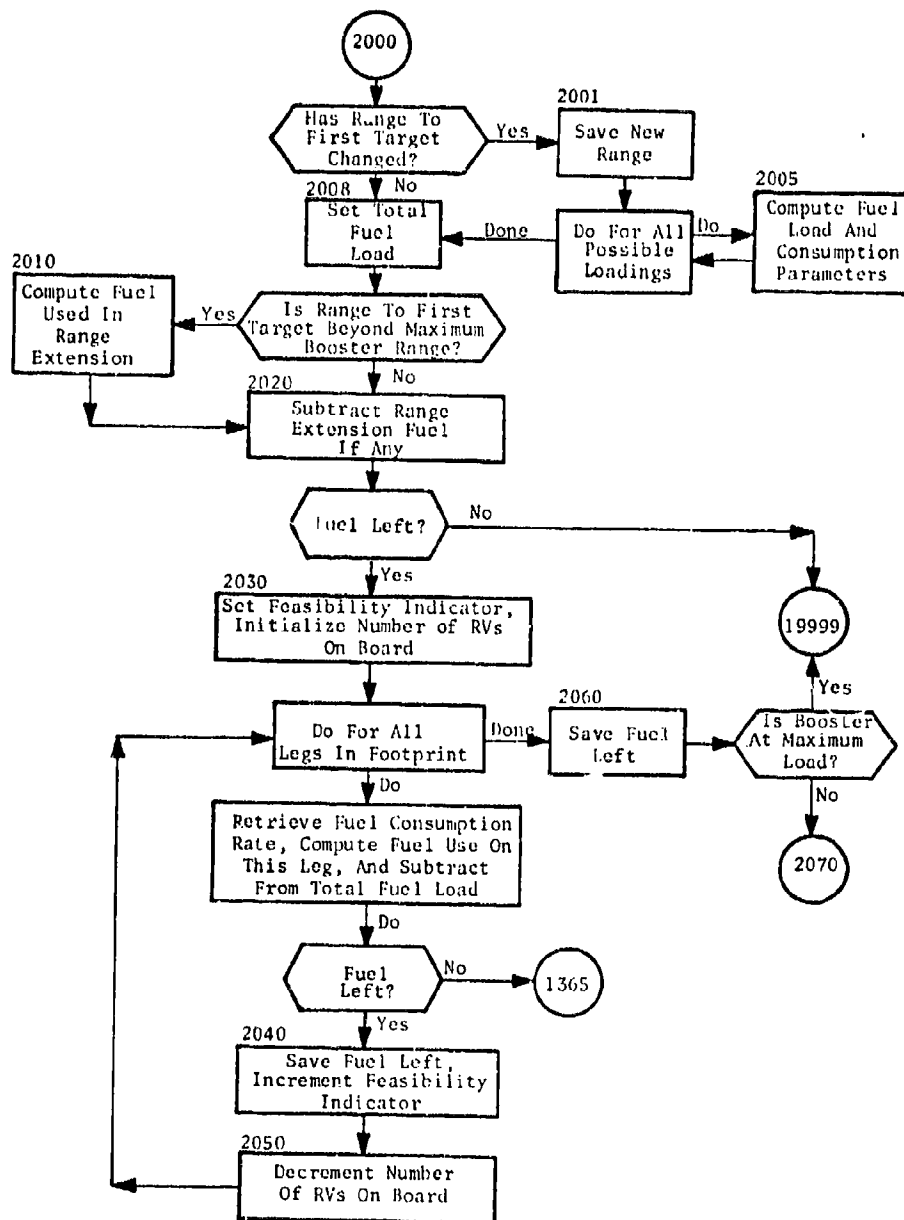 2000
Has Range To
First Target
Changed?
Yes
No
2001
Save New
Range
2005
Compute Fuel
Load And
Consumption
Parameters
Do For All
Possible
Loadings
Do
Done
2008
Set Total
Fuel
Load
2010
Compute Fuel
Used In
Range
Extension
Yes
Is Range To First
Target Beyond Maximum
Booster Range?
No
2020
Subtract Range
Extension Fuel
If Any
Fuel Left?
No
Yes
19999
2030
Set Feasibility Indicator,
Initialize Number of RVs
On Board
Do For All
Legs In Footprint
Done
2060
Save Fuel
Left
Is Booster
At Maximum
Load?
Yes
No
2070
Do
Retrieve Fuel Consumption
Rate, Compute Fuel Use On
This Leg, And Subtract
From Total Fuel Load
Do
Fuel
Left?
No
1365
Yes
2040
Save Fuel Left,
Increment Feasibility
Indicator
2050
Decrement Number
Of RVs On Board